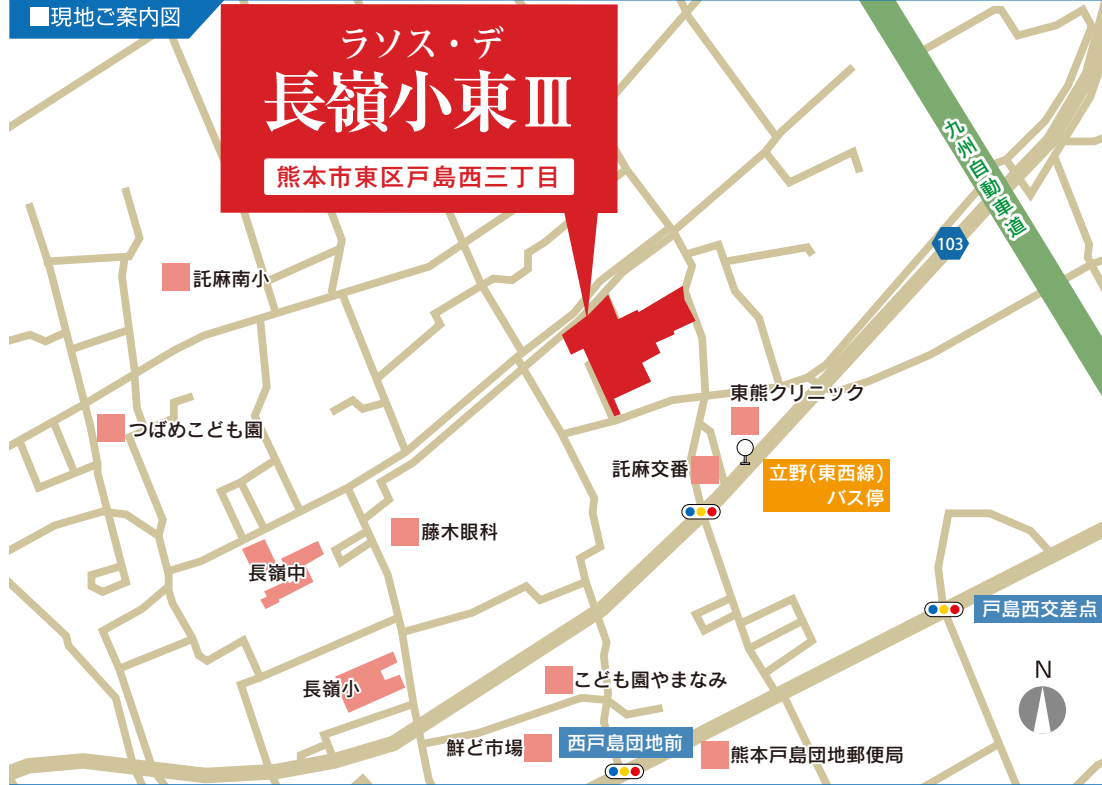 ■現地ご案内図
ラソス・デ
長嶺小東Ⅲ
熊本市東区戸島西三丁目
九州自動車道
103
託麻南小
東熊クリニック
つばめこども園
託麻交番
立野(東西線)
バス停
藤木眼科
長嶺中
戸島西交差点
長嶺小
こども園やまなみ
N
鮮ど市場
西戸島団地前
熊本戸島団地郵便局